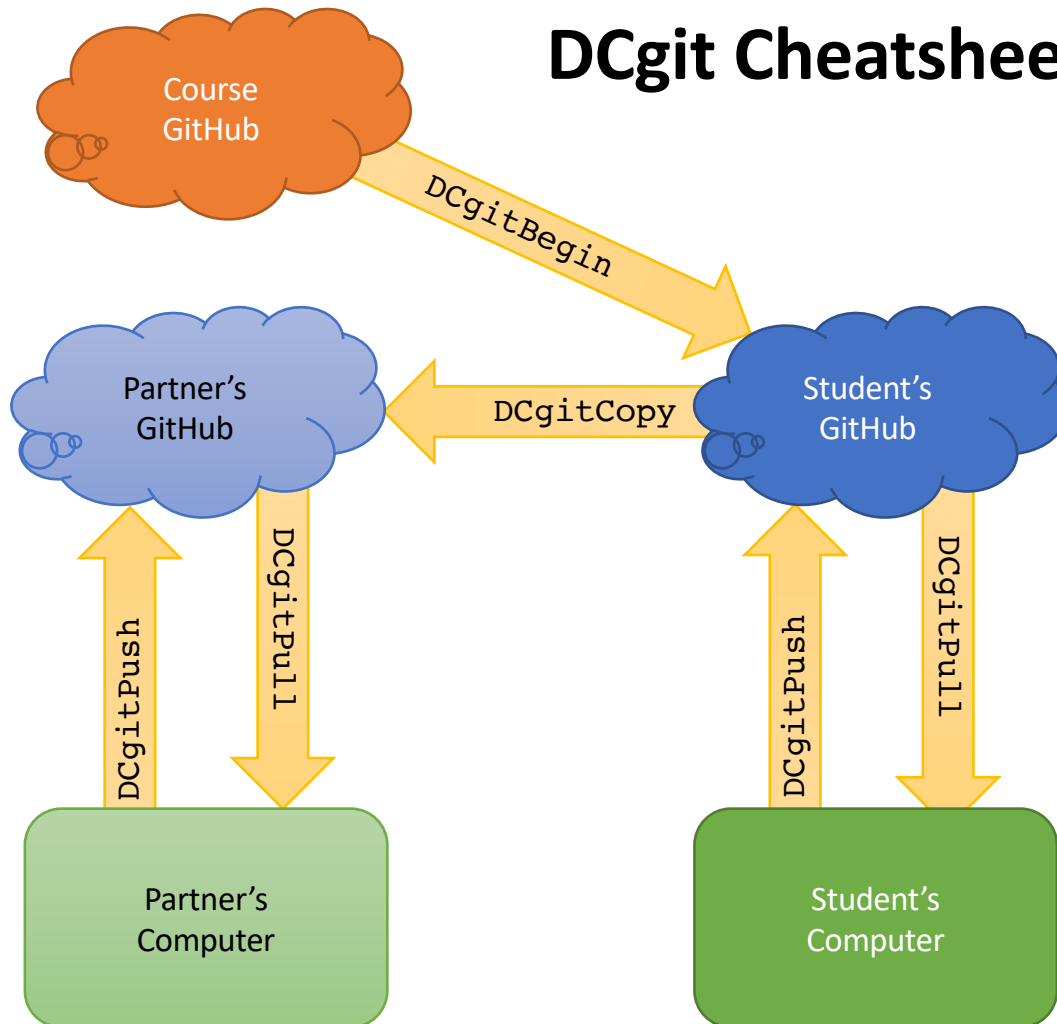 DCgit Cheatshee
Course
GitHub
DCgitBegin
Partner's
GitHub
DCgitCopy
Student's
GitHub
DCgitPush
DCgitPull
DCgitPush
DCgitPull
Partner's
Computer
Student's
Computer